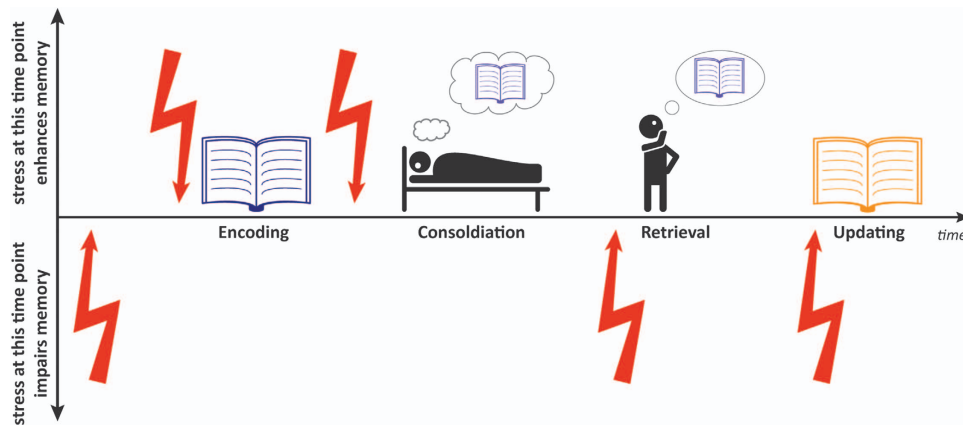 stress at this time point
enhances memory
stress at this time point
impairs memory
Encoding
Consoldiation
Retrieval
Updating
time